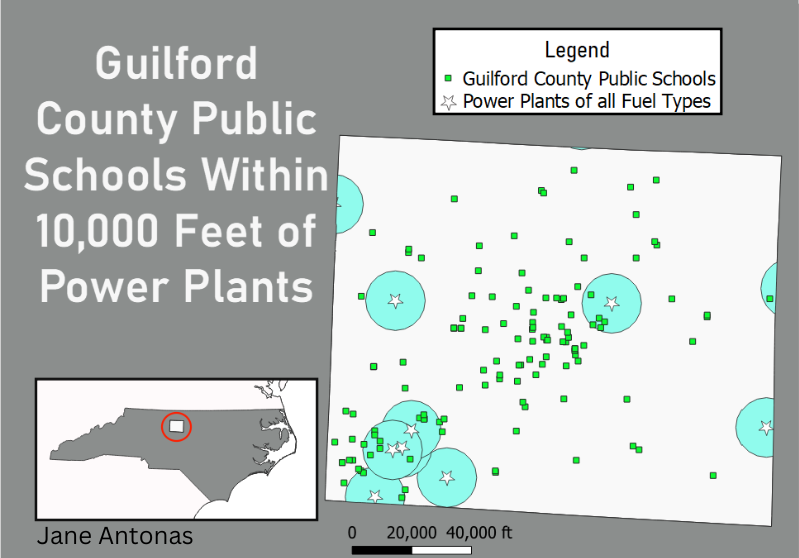 Guilford
County Public
Schools Within
10,000 Feet of
Power Plants
Legend
Guilford County Public Schools
Power Plants of all Fuel Types
Jane Antonas
0 20,000 40,000 ft